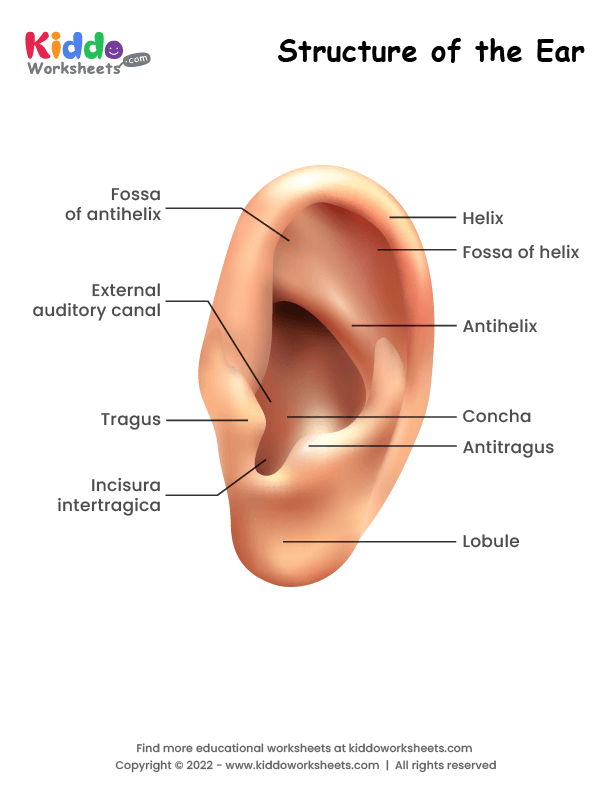 Kiddo
Worksheets .com
Structure of the Ear
Fossa
of antihelix
External
auditory canal
Tragus
Incisura
intertragica
Helix
Fossa of helix
Antihelix
Concha
Antitragus
Lobule
Find more educational worksheets at kiddoworksheets.com
Copyright © 2022 - www.kiddoworksheets.com | All rights reserved